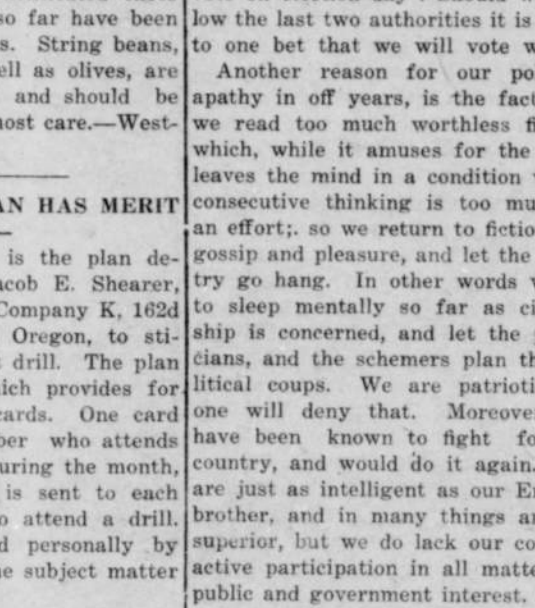 so far have been
s. String beans,
ell as olives, are
and should be
most care.—West-
AN HAS MERIT
is the plan de-
acob E. Shearer,
Company K, 162d
Oregon, to sti-
drill. The plan
hich provides for
cards. One card
ber who attends
uring the month,
is sent to each
o attend a drill.
d personally by
e subject matter
low the last two authorities it is
to one bet that we will vote w
Another reason for our po
apathy in off years, is the fact
we read too much worthless fi
which, while it amuses for the
leaves the mind in a condition
consecutive thinking is too mu
an effort;. so we return to fictio
gossip and pleasure, and let the
try go hang. In other words
to sleep mentally so far as ci
ship is concerned, and let the
cians, and the schemers plan th
litical coups. We are patrioti
one will deny that. Moreover
have been known to fight fo
country, and would do it again.
are just as intelligent as our En
brother, and in many things ar
superior, but we do lack our co
active participation in all matte
public and government interest.